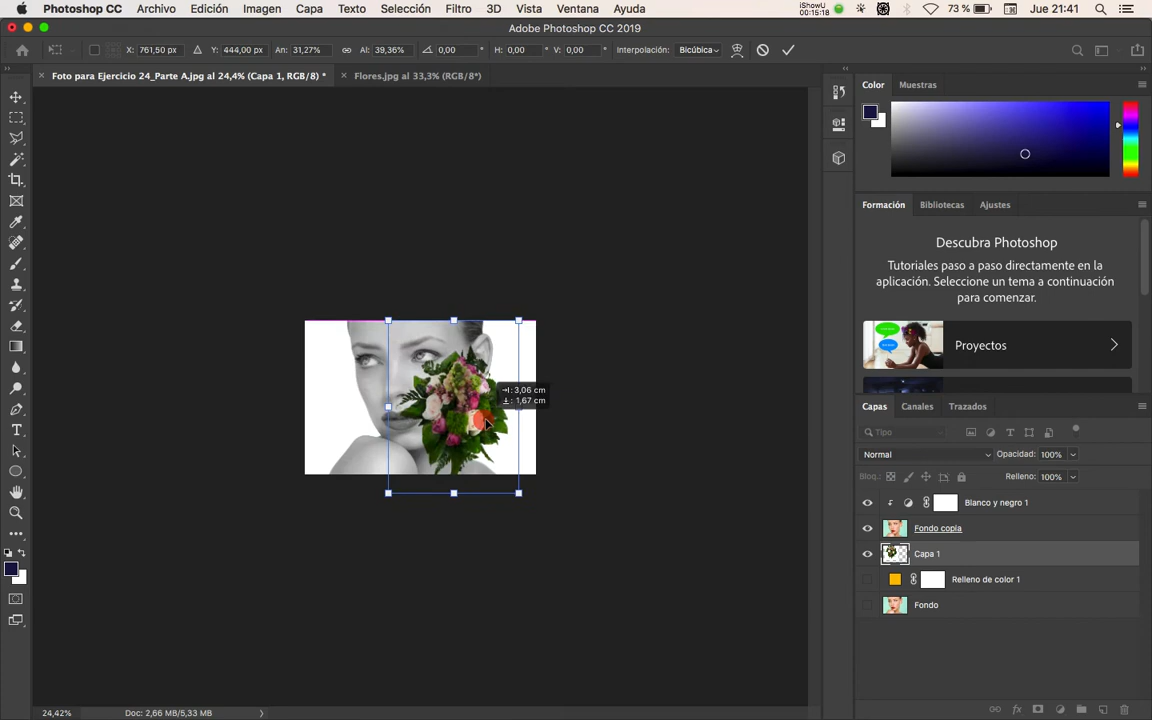 Photoshop CC Archivo Edición Imagen Capa Texto Selección Filtro 3D Vista Ventana Ayuda iShowU 00:15:18 73 % Jue 21:41
Adobe Photoshop CC 2019
X: 761,50 px Y: 444,00 px An: 31,27% Al: 39,36% 0,00 ° H: 0,00 ° V: 0,00 ° Interpolación: Bicúbica
Foto para Ejercicio 24_Parte A.jpg al 24,4% (Capa 1, RGB/8) * Flores.jpg al 33,3% (RGB/8*)
Color Muestras
Formación Bibliotecas Ajustes
Descubra Photoshop
Tutoriales paso a paso directamente en la
aplicación. Seleccione un tema a continuación
para comenzar.
Proyectos
: 3,06 cm
: 1,67 cm
Capas Canales Trazados
Tipo
Normal Opacidad: 100%
Bloq.: Relleno: 100%
Blanco y negro 1
Fondo copia
Capa 1
Relleno de color 1
Fondo
24,42% Doc: 2,66 MB/5,33 MB